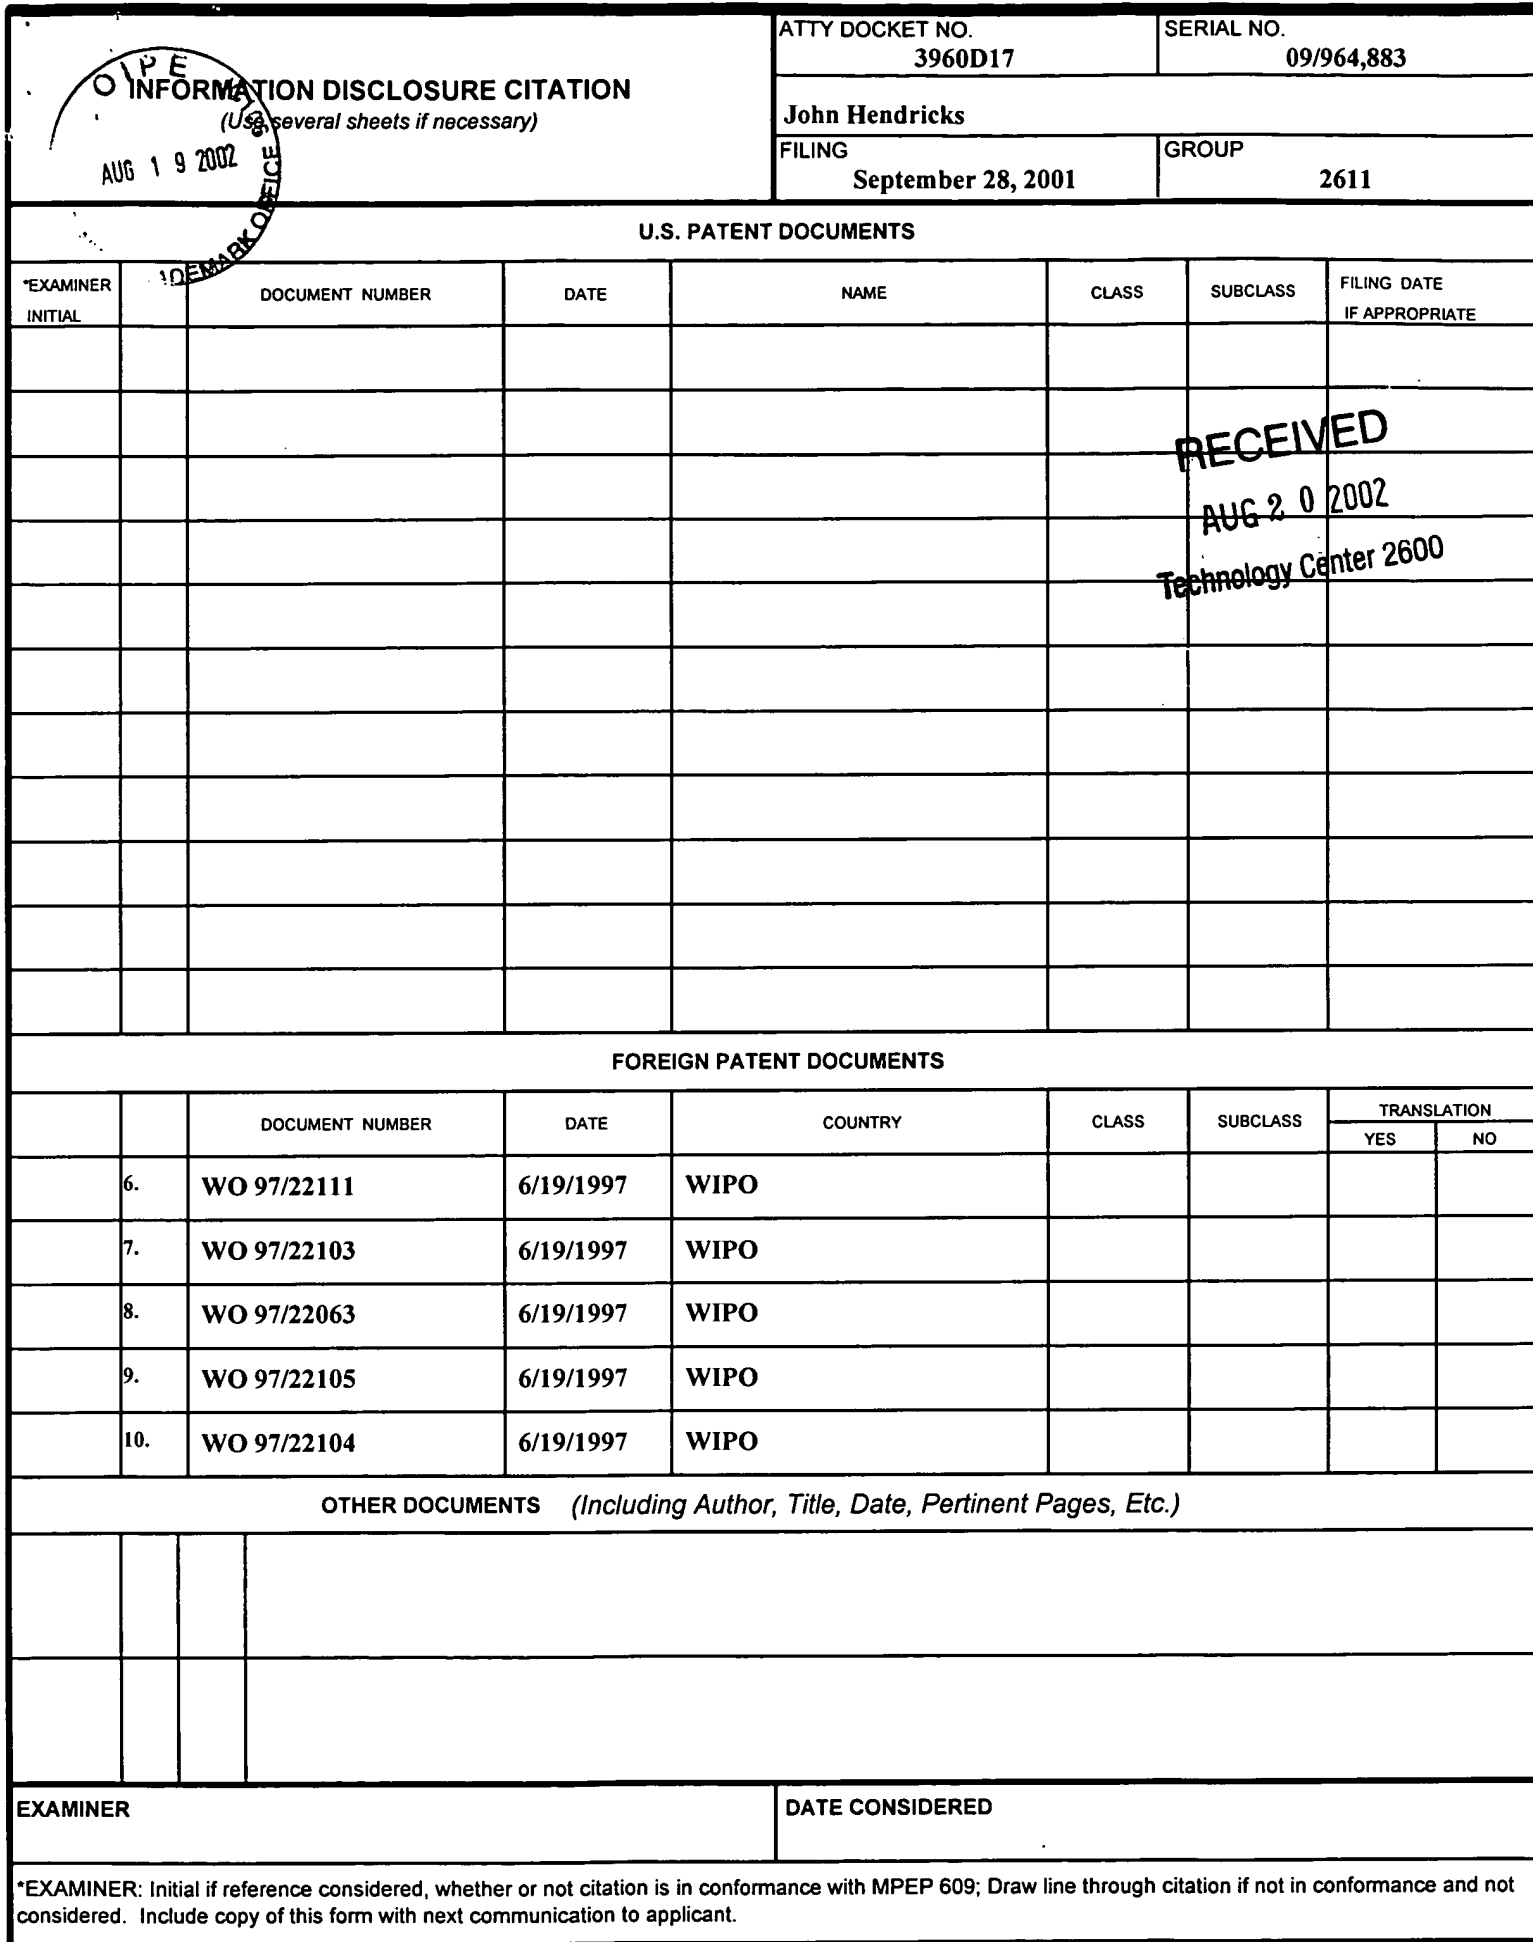 ATTY DOCKET NO.
3960D17
SERIAL NO.
09/964,883
OIPE
INFORMATION DISCLOSURE CITATION
(Use several sheets if necessary)
AUG 19 2002
OFFICE
John Hendricks
FILING
September 28, 2001
GROUP
2611
U.S. PATENT DOCUMENTS
*EXAMINER
INITIAL
DOCUMENT NUMBER
DATE
NAME
CLASS
SUBCLASS
FILING DATE
IF APPROPRIATE
RECEIVED
AUG 20 2002
Technology Center 2600
FOREIGN PATENT DOCUMENTS
DOCUMENT NUMBER
DATE
COUNTRY
CLASS
SUBCLASS
TRANSLATION
YES
NO
6. WO 97/22111 6/19/1997 WIPO
7. WO 97/22103 6/19/1997 WIPO
8. WO 97/22063 6/19/1997 WIPO
9. WO 97/22105 6/19/1997 WIPO
10. WO 97/22104 6/19/1997 WIPO
OTHER DOCUMENTS (Including Author, Title, Date, Pertinent Pages, Etc.)
EXAMINER
DATE CONSIDERED
*EXAMINER: Initial if reference considered, whether or not citation is in conformance with MPEP 609; Draw line through citation if not in conformance and not
considered. Include copy of this form with next communication to applicant.